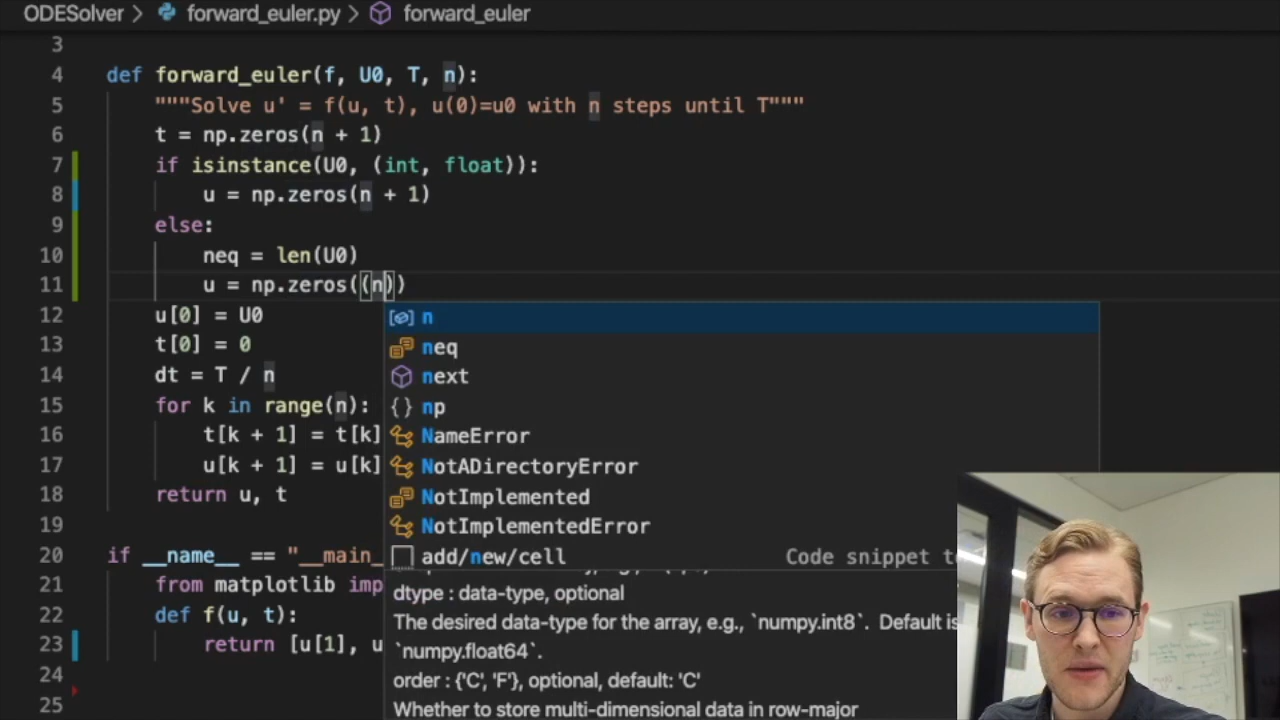 ODESolver > forward_euler.py > forward_euler
3
4 def forward_euler(f, U0, T, n):
5 """Solve u' = f(u, t), u(0)=u0 with n steps until T"""
6 t = np.zeros(n + 1)
7 if isinstance(U0, (int, float)):
8 u = np.zeros(n + 1)
9 else:
10 neq = len(U0)
11 u = np.zeros((n))
12 u[0] = U0
13 t[0] = 0
14 dt = T / n
15 for k in range(n):
16 t[k + 1] = t[k]
17 u[k + 1] = u[k]
18 return u, t
19
20 if __name__ == "__main_
21 from matplotlib imp
22 def f(u, t):
23 return [u[1], u
24
25
n
neq
next
np
NameError
NotADirectoryError
NotImplemented
NotImplementedError
add/new/cell Code snippet
dtype : data-type, optional
The desired data-type for the array, e.g., `numpy.int8`. Default is
`numpy.float64`.
order : {'C', 'F'}, optional, default: 'C'
Whether to store multi-dimensional data in row-major